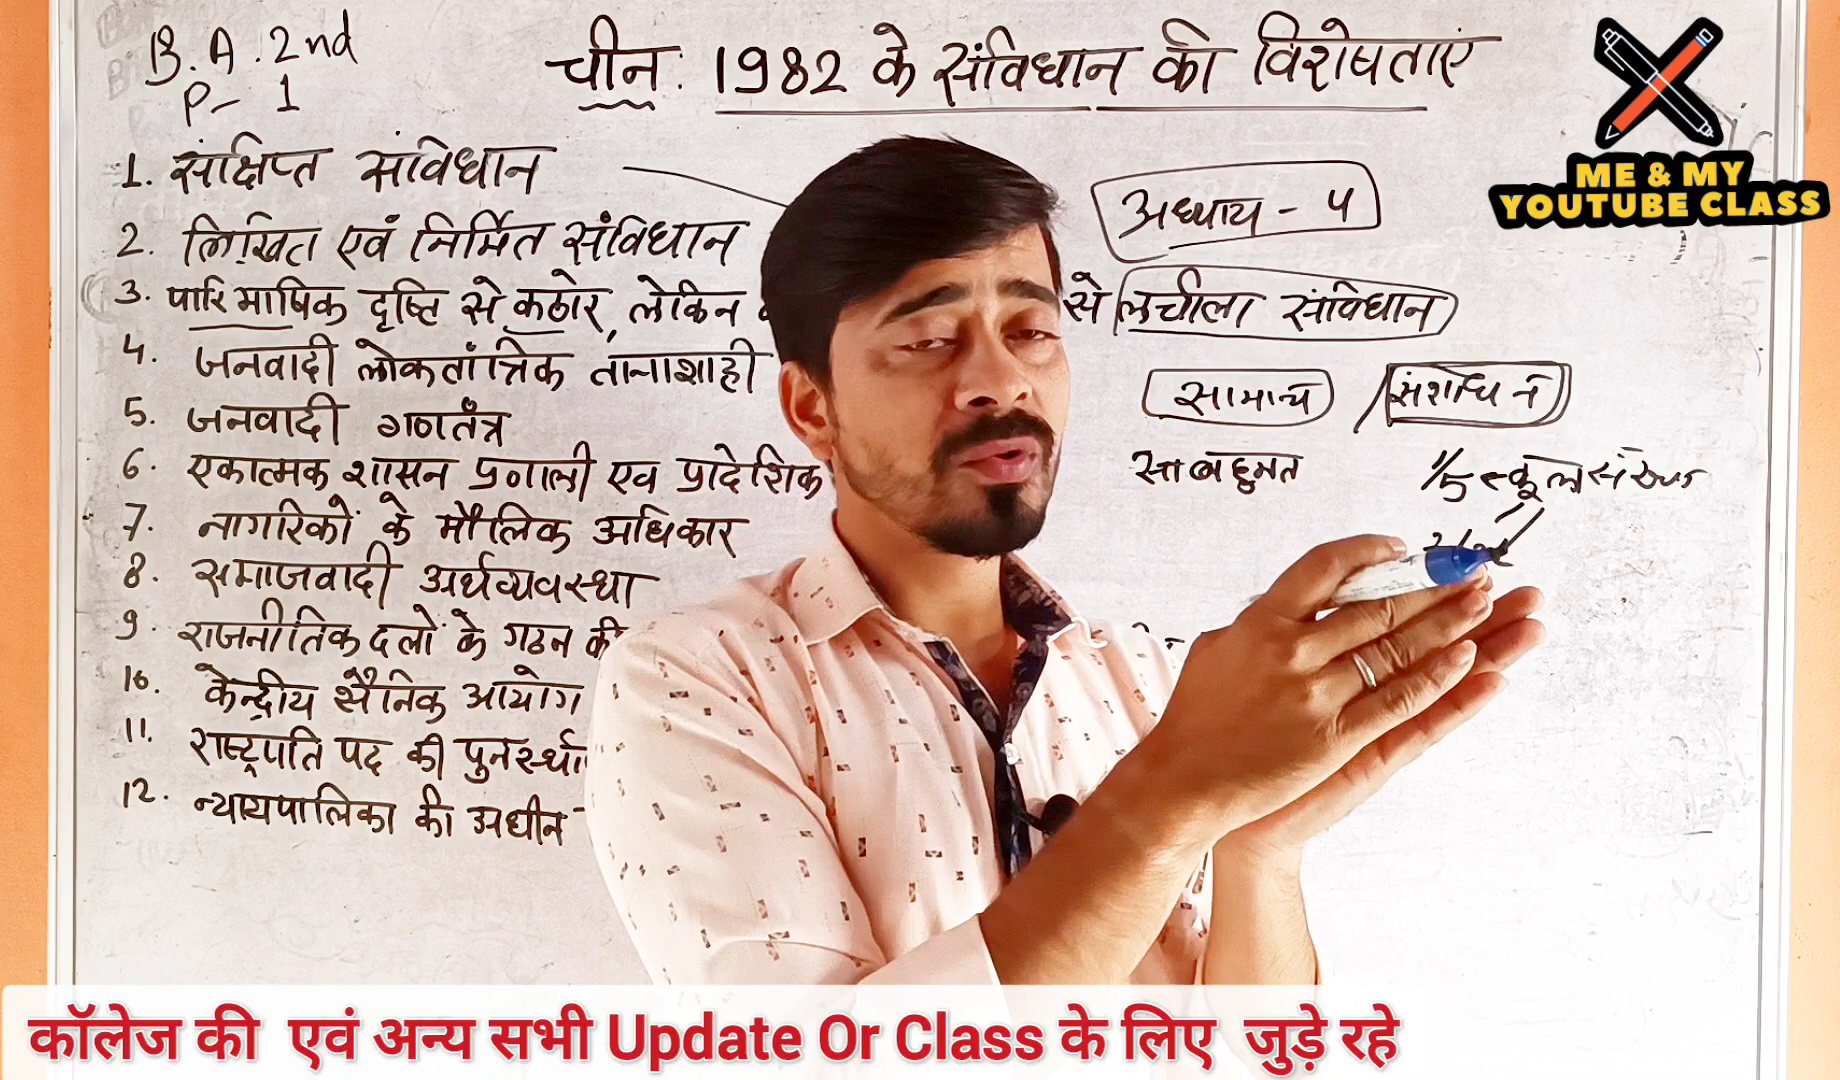 B.A. 2nd
P- 1
चीन: 1982 के संविधान की विशेषताएं
ME & MY
YOUTUBE CLASS
1. संक्षिप्त संविधान
अध्याय - 4
2. लिखित एवं निर्मित संविधान
3. पारिभाषिक दृष्टि से कठोर, लेकिन से लचीला संविधान
4. जनवादी लोकतांत्रिक तानाशाही
सामान्य / संशोधन
5. जनवादी गणतंत्र
6. एकात्मक शासन प्रणाली एव प्रादेशिक
सा बहुमत 1/5
7. नागरिकों के मौलिक अधिकार
8. समाजवादी अर्थव्यवस्था
9. राजनीतिक दलों के गठन की
10. केन्द्रीय सैनिक आयोग
11. राष्ट्रपति पद की
12. न्यायपालिका की अधीन
कॉलेज की एवं अन्य सभी Update Or Class के लिए जुड़े रहे